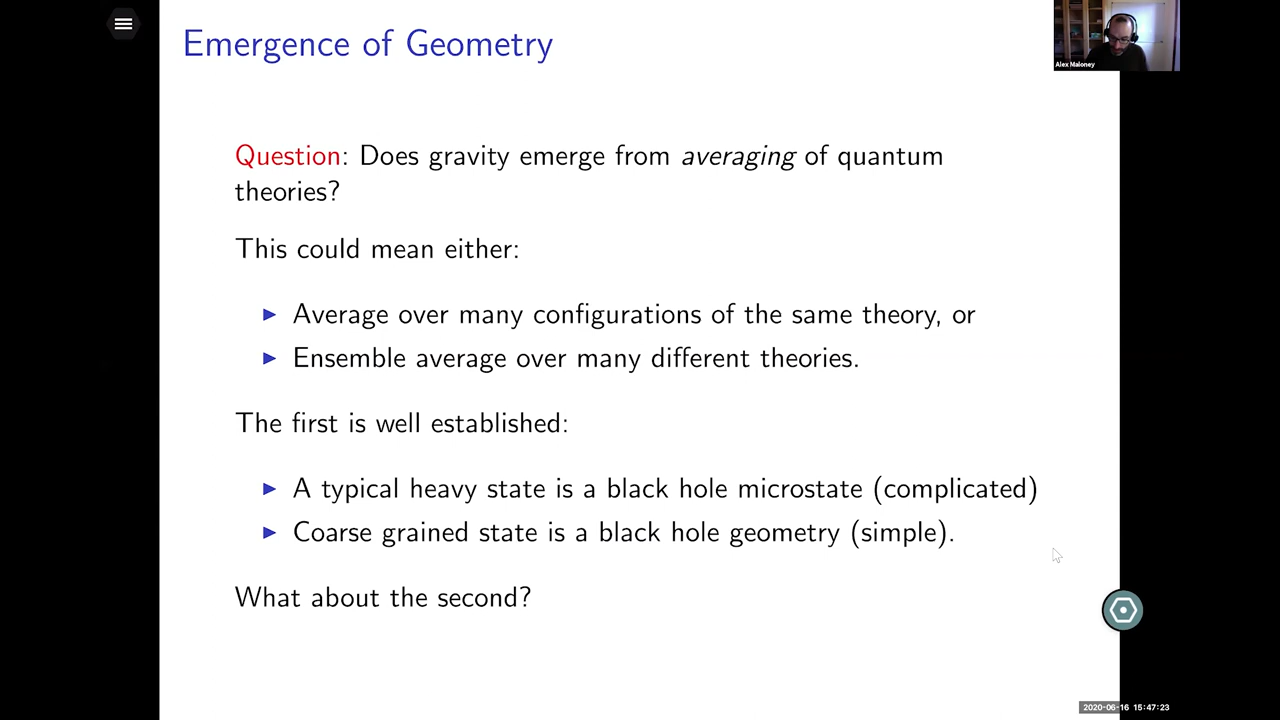 Emergence of Geometry
Alex Maloney
Question: Does gravity emerge from averaging of quantum
theories?
This could mean either:
▶ Average over many configurations of the same theory, or
▶ Ensemble average over many different theories.
The first is well established:
▶ A typical heavy state is a black hole microstate (complicated)
▶ Coarse grained state is a black hole geometry (simple).
What about the second?
2020-06-16 15:47:23